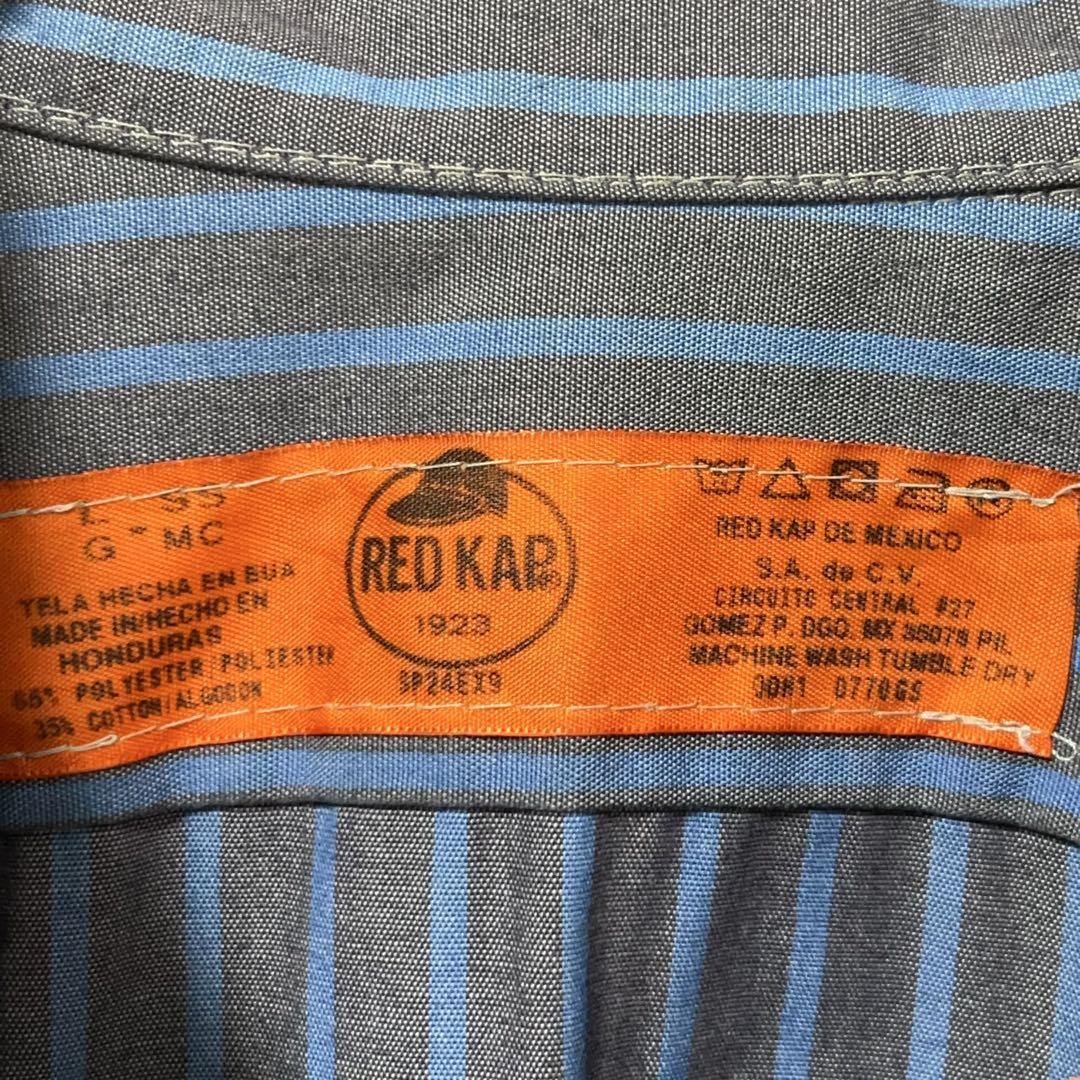 L - SS
G - MC
TELA HECHA EN EUA
MADE IN/HECHO EN
HONDURAS
65% POLYESTER/POLIESTER
35% COTTON/ALGODON
RED KAP®
1923
SP24EX9
RED KAP DE MEXICO
S.A. de C.V.
CIRCUITO CENTRAL #27
GOMEZ P. DGO. MX 35078 PIL
MACHINE WASH TUMBLE DRY